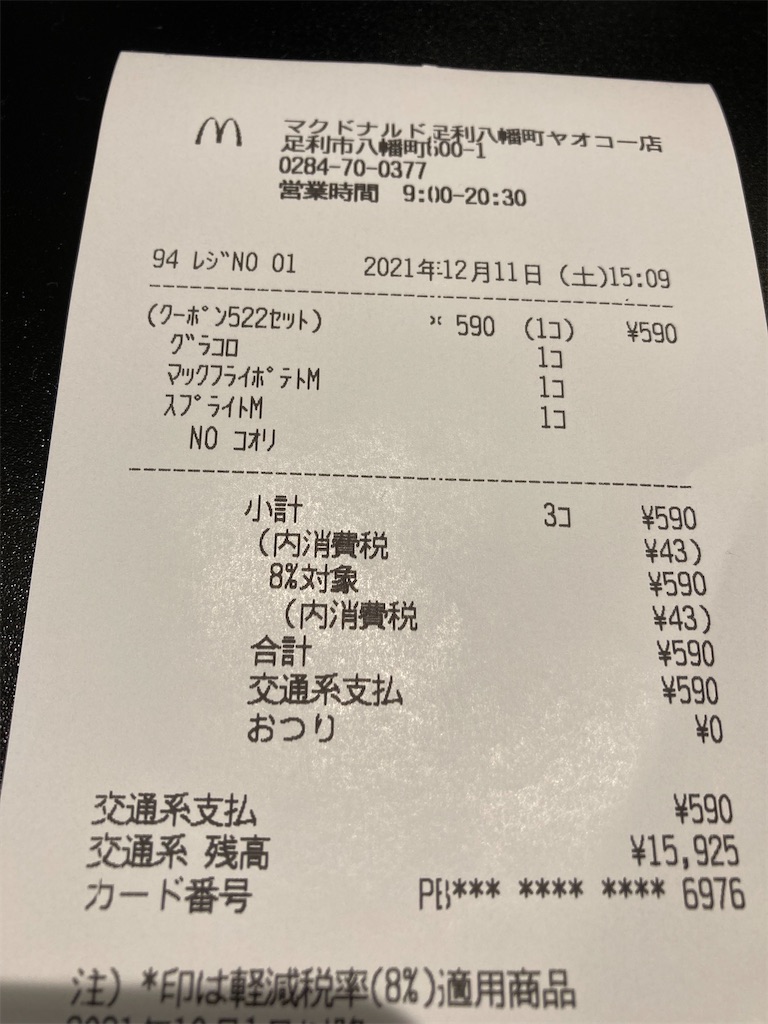 マクドナルド足利八幡町ヤオコー店
足利市八幡町600-1
0284-70-0377
営業時間 9:00-20:30
94 ﾚｼﾞNO 01 2021年12月11日(土)15:09
(ｸｰﾎﾟﾝ522ｾｯﾄ) * 590 (1ｺ) ¥590
ｸﾞﾗｺﾛ 1ｺ
ﾏｯｸﾌﾗｲﾎﾟﾃﾄM 1ｺ
ｽﾌﾟﾗｲﾄM 1ｺ
NO ｺｵﾘ
小計 3ｺ ¥590
(内消費税 ¥43)
8%対象 ¥590
(内消費税 ¥43)
合計 ¥590
交通系支払 ¥590
おつり ¥0
交通系支払 ¥590
交通系 残高 ¥15,925
カード番号 PB*** **** **** 6976
注) *印は軽減税率(8%)適用商品